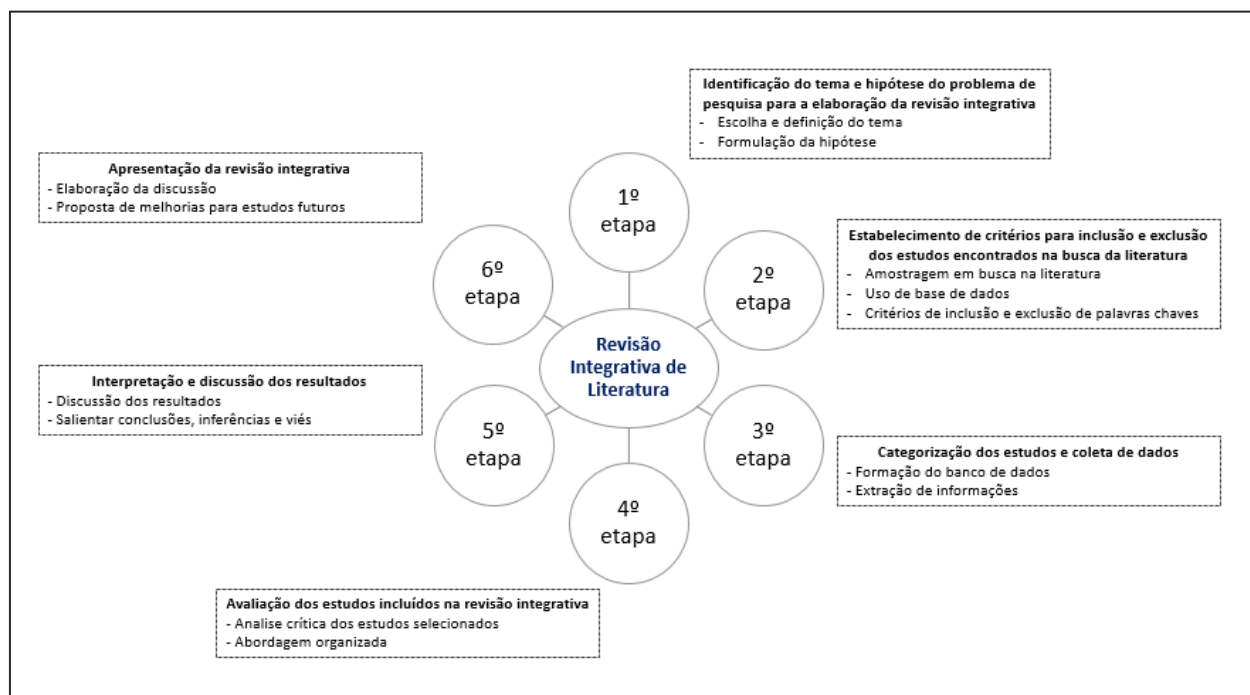 Identificação do tema e hipótese do problema de
pesquisa para a elaboração da revisão integrativa
- Escolha e definição do tema
- Formulação da hipótese
Apresentação da revisão integrativa
- Elaboração da discussão
- Proposta de melhorias para estudos futuros
1º
etapa
Estabelecimento de critérios para inclusão e exclusão
dos estudos encontrados na busca da literatura
- Amostragem em busca na literatura
- Uso de base de dados
- Critérios de inclusão e exclusão de palavras chaves
6º
etapa
2º
etapa
Revisão
Integrativa de
Literatura
Interpretação e discussão dos resultados
- Discussão dos resultados
- Salientar conclusões, inferências e viés
5º
etapa
3º
etapa
Categorização dos estudos e coleta de dados
- Formação do banco de dados
- Extração de informações
4º
etapa
Avaliação dos estudos incluídos na revisão integrativa
- Analise crítica dos estudos selecionados
- Abordagem organizada